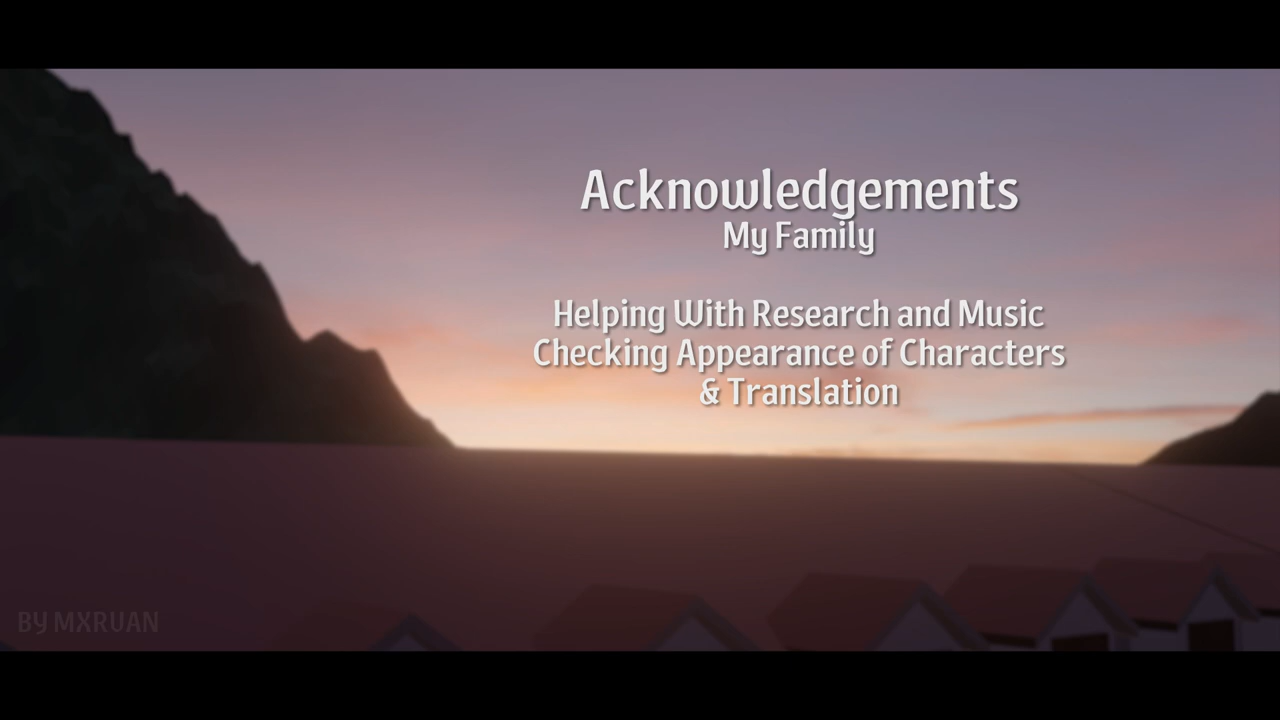 Acknowledgements
My Family
Helping With Research and Music
Checking Appearance of Characters
& Translation
BY MXRUAN